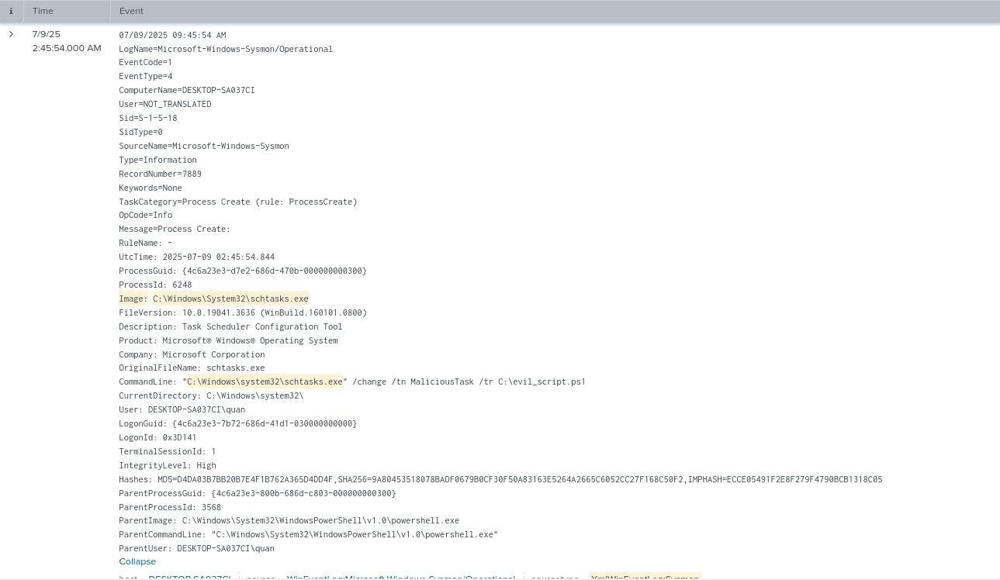 i Time Event
7/9/25
2:45:54.000 AM
07/09/2025 09:45:54 AM
LogName=Microsoft-Windows-Sysmon/Operational
EventCode=1
EventType=4
ComputerName=DESKTOP-SA037CI
User=NOT_TRANSLATED
Sid=S-1-5-18
SidType=0
SourceName=Microsoft-Windows-Sysmon
Type=Information
RecordNumber=7889
Keywords=None
TaskCategory=Process Create (rule: ProcessCreate)
OpCode=Info
Message=Process Create:
RuleName: -
UtcTime: 2025-07-09 02:45:54.844
ProcessGuid: {4c6a23e3-d7e2-686d-470b-000000000300}
ProcessId: 6248
Image: C:\Windows\System32\schtasks.exe
FileVersion: 10.0.19041.3636 (WinBuild.160101.0800)
Description: Task Scheduler Configuration Tool
Product: Microsoft® Windows® Operating System
Company: Microsoft Corporation
OriginalFileName: schtasks.exe
CommandLine: "C:\Windows\system32\schtasks.exe" /change /tn MaliciousTask /tr C:\evil_script.ps1
CurrentDirectory: C:\Windows\system32\
User: DESKTOP-SA037CI\quan
LogonGuid: {4c6a23e3-7b72-686d-41d1-030000000000}
LogonId: 0x3D141
TerminalSessionId: 1
IntegrityLevel: High
Hashes: MD5=D4DA03B7BB20B7E4F1B762A365D4DD4F,SHA256=9A80453518078BADF0679B0CF30F50A83163E5264A2665C6052CC27F168C50F2,IMPHASH=ECCE05491F2E8F279F4790BCB1318C05
ParentProcessGuid: {4c6a23e3-800b-686d-c803-000000000300}
ParentProcessId: 3568
ParentImage: C:\Windows\System32\WindowsPowerShell\v1.0\powershell.exe
ParentCommandLine: "C:\Windows\System32\WindowsPowerShell\v1.0\powershell.exe"
ParentUser: DESKTOP-SA037CI\quan
Collapse
host = DESKTOP-SA037CI source = WinEventLog:Microsoft-Windows-Sysmon/Operational sourcetype = XmlWinEventLog:Sysmon